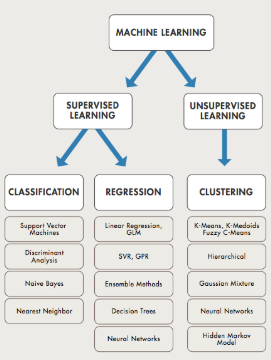 MACHINE LEARNING
SUPERVISED
LEARNING
UNSUPERVISED
LEARNING
CLASSIFICATION
REGRESSION
CLUSTERING
Support Vector
Machines
Discriminant
Analysis
Naive Bayes
Nearest Neighbor
Linear Regression,
GLM
SVR, GPR
Ensemble Methods
Decision Trees
Neural Networks
K-Means, K-Medoids
Fuzzy C-Means
Hierarchical
Gaussian Mixture
Neural Networks
Hidden Markov
Model